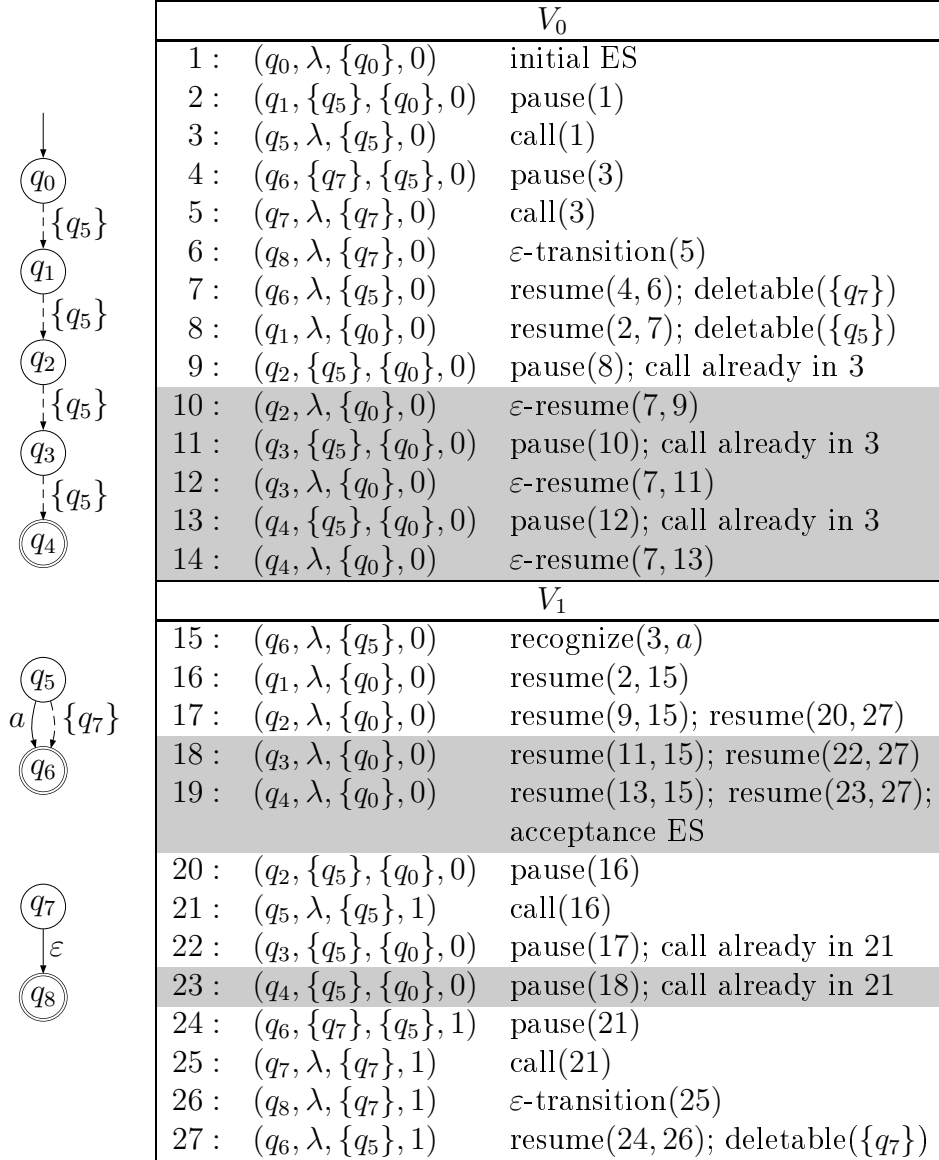 V₀
1 : (q₀, λ, {q₀}, 0) initial ES
2 : (q₁, {q₅}, {q₀}, 0) pause(1)
3 : (q₅, λ, {q₅}, 0) call(1)
4 : (q₆, {q₇}, {q₅}, 0) pause(3)
5 : (q₇, λ, {q₇}, 0) call(3)
6 : (q₈, λ, {q₇}, 0) ε-transition(5)
7 : (q₆, λ, {q₅}, 0) resume(4, 6); deletable({q₇})
8 : (q₁, λ, {q₀}, 0) resume(2, 7); deletable({q₅})
9 : (q₂, {q₅}, {q₀}, 0) pause(8); call already in 3
10 : (q₂, λ, {q₀}, 0) ε-resume(7, 9)
11 : (q₃, {q₅}, {q₀}, 0) pause(10); call already in 3
12 : (q₃, λ, {q₀}, 0) ε-resume(7, 11)
13 : (q₄, {q₅}, {q₀}, 0) pause(12); call already in 3
14 : (q₄, λ, {q₀}, 0) ε-resume(7, 13)
V₁
15 : (q₆, λ, {q₅}, 0) recognize(3, a)
16 : (q₁, λ, {q₀}, 0) resume(2, 15)
17 : (q₂, λ, {q₀}, 0) resume(9, 15); resume(20, 27)
18 : (q₃, λ, {q₀}, 0) resume(11, 15); resume(22, 27)
19 : (q₄, λ, {q₀}, 0) resume(13, 15); resume(23, 27);
acceptance ES
20 : (q₂, {q₅}, {q₀}, 0) pause(16)
21 : (q₅, λ, {q₅}, 1) call(16)
22 : (q₃, {q₅}, {q₀}, 0) pause(17); call already in 21
23 : (q₄, {q₅}, {q₀}, 0) pause(18); call already in 21
24 : (q₆, {q₇}, {q₅}, 1) pause(21)
25 : (q₇, λ, {q₇}, 1) call(21)
26 : (q₈, λ, {q₇}, 1) ε-transition(25)
27 : (q₆, λ, {q₅}, 1) resume(24, 26); deletable({q₇})
q₀
{q₅}
q₁
{q₅}
q₂
{q₅}
q₃
{q₅}
q₄
q₅
a {q₇}
q₆
q₇
ε
q₈